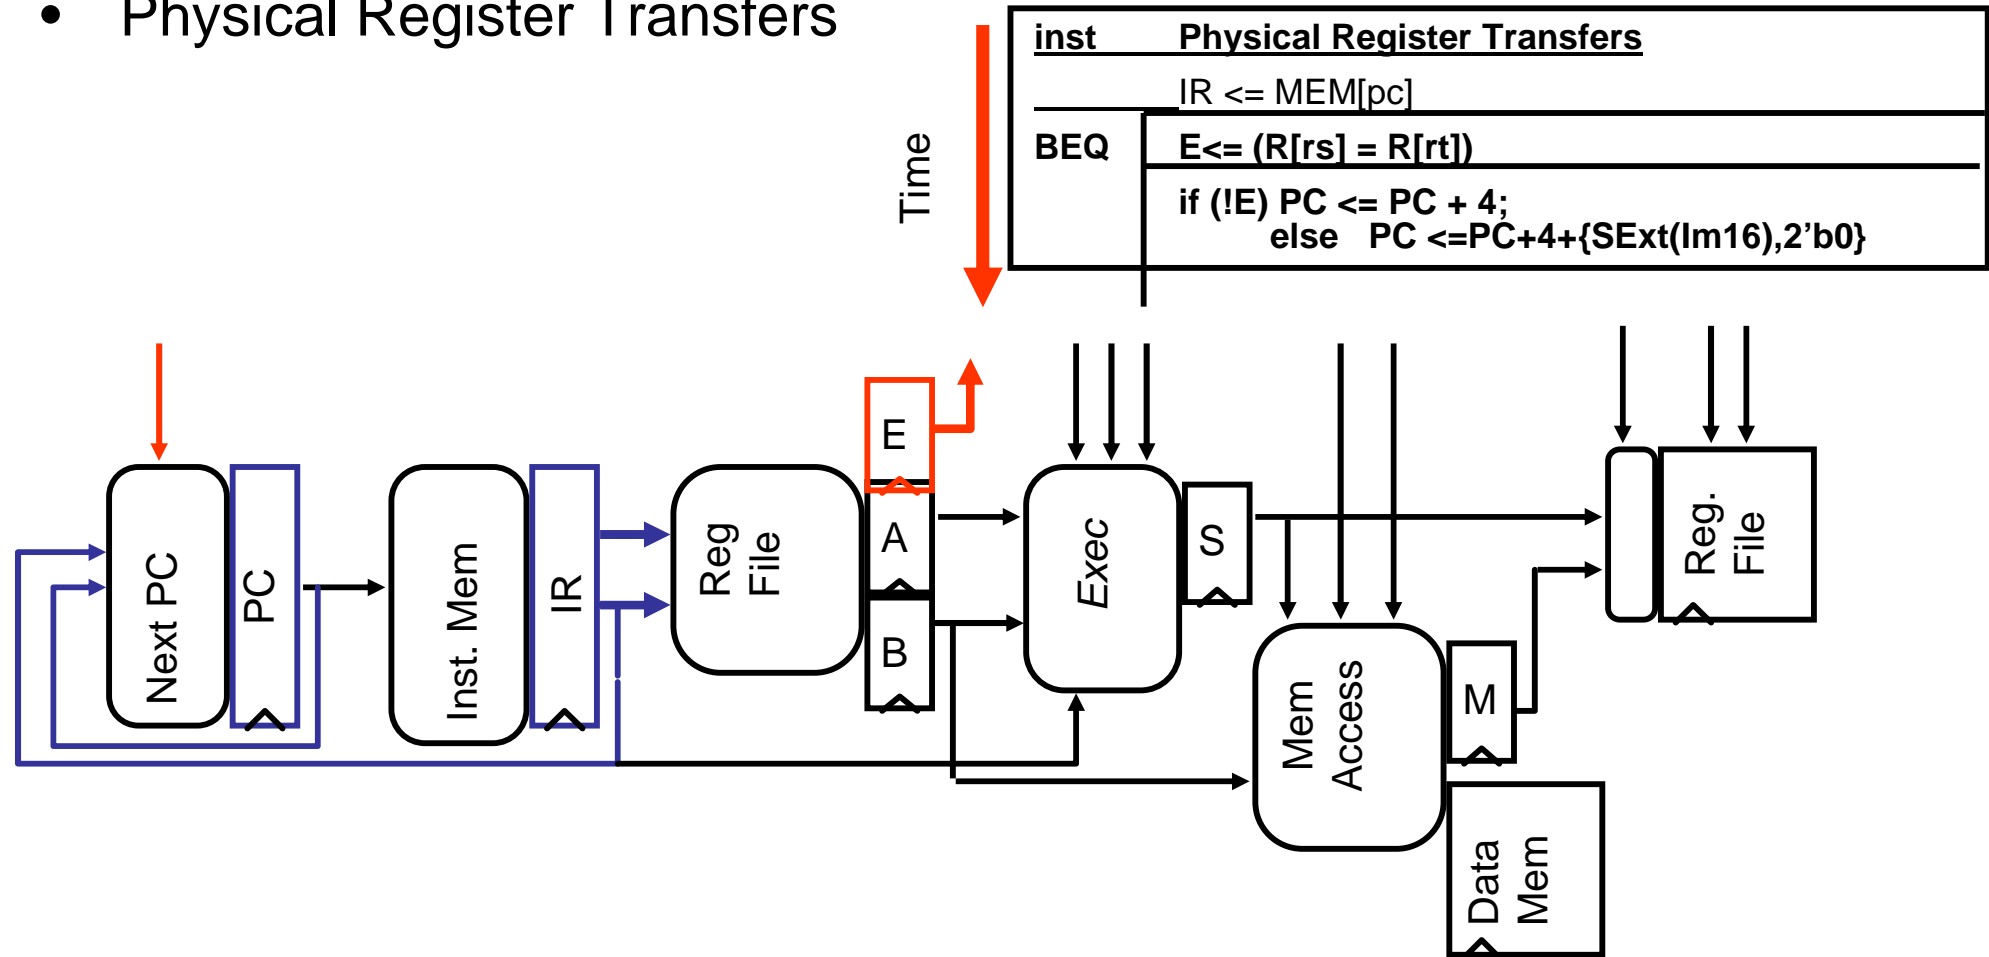 • Physical Register Transfers
inst Physical Register Transfers
IR <= MEM[pc]
BEQ E<= (R[rs] = R[rt])
if (!E) PC <= PC + 4;
else PC <=PC+4+{SExt(Im16),2’b0}
Time
Next PC
PC
Inst. Mem
IR
Reg
File
E
A
B
Exec
S
Mem
Access
M
Data
Mem
Reg.
File